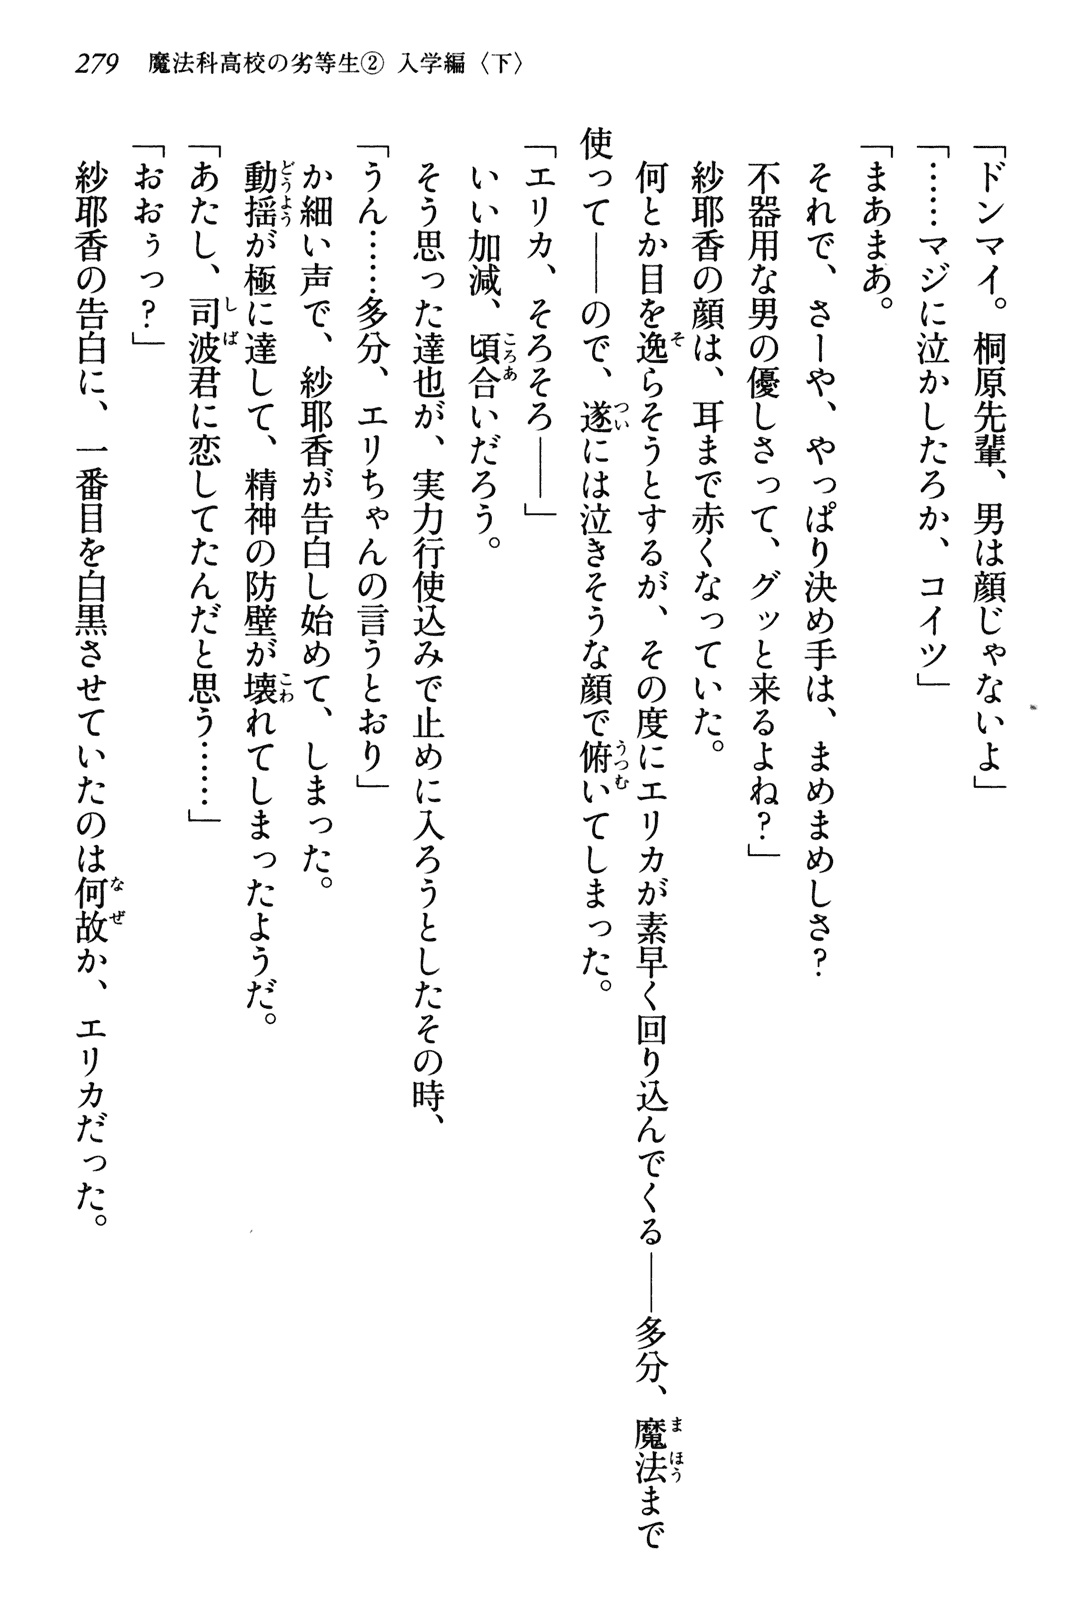 279 魔法科高校の劣等生② 入学編〈下〉
「ドンマイ。桐原先輩、男は顔じゃないよ」
「……マジに泣かしたろか、コイツ」
「まあまあ。
それで、さーや、やっぱり決め手は、まめまめしさ？
不器用な男の優しさって、グッと来るよね？」
紗耶香の顔は、耳まで赤くなっていた。
何とか目を逸らそうとするが、その度にエリカが素早く回り込んでくる――多分、魔法まで
使って――ので、遂には泣きそうな顔で俯いてしまった。
「エリカ、そろそろ――」
いい加減、頃合いだろう。
そう思った達也が、実力行使込みで止めに入ろうとしたその時、
「うん……多分、エリちゃんの言うとおり」
か細い声で、紗耶香が告白し始めて、しまった。
動揺が極に達して、精神の防壁が壊れてしまったようだ。
「あたし、司波君に恋してたんだと思う……」
「おおぅっ？」
紗耶香の告白に、一番目を白黒させていたのは何故か、エリカだった。